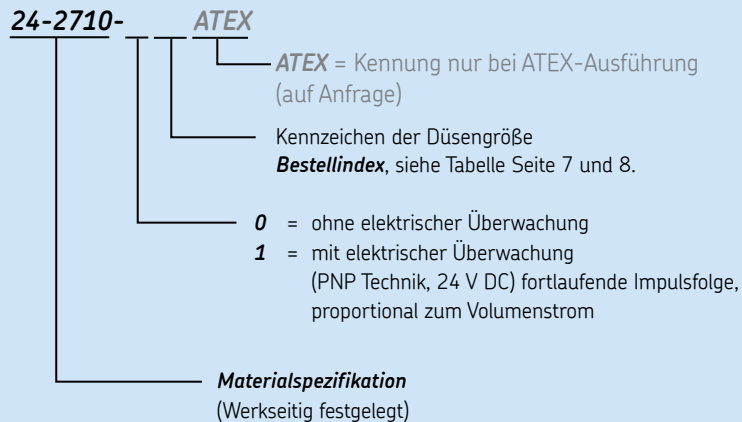 24-2710- _ _ ATEX
ATEX = Kennung nur bei ATEX-Ausführung
(auf Anfrage)
Kennzeichen der Düsengröße
Bestellindex, siehe Tabelle Seite 7 und 8.
0 = ohne elektrischer Überwachung
1 = mit elektrischer Überwachung
(PNP Technik, 24 V DC) fortlaufende Impulsfolge,
proportional zum Volumenstrom
Materialspezifikation
(Werkseitig festgelegt)